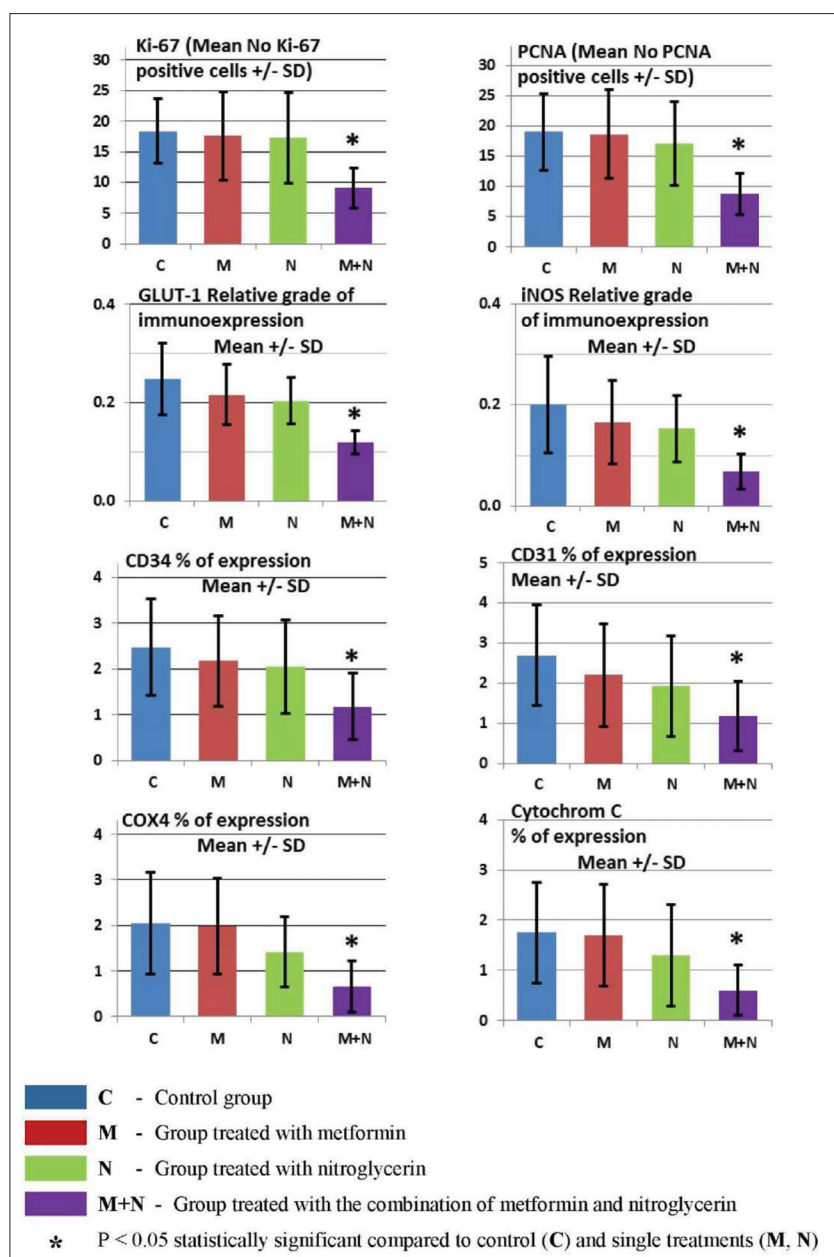 Ki-67 (Mean No Ki-67
positive cells +/- SD)
30
25
20
15
10
5
0
*
C M N M+N
PCNA (Mean No PCNA
positive cells +/- SD)
30
25
20
15
10
5
0
*
C M N M+N
GLUT-1 Relative grade of
immunoexpression
Mean +/- SD
0.4
0.2
0.0
*
C M N M+N
iNOS Relative grade
of immunoexpression
Mean +/- SD
0.4
0.2
0.0
*
C M N M+N
CD34 % of expression
Mean +/- SD
4
3
2
1
0
*
C M N M+N
CD31 % of expression
Mean +/- SD
5
4
3
2
1
0
*
C M N M+N
COX4 % of expression
Mean +/- SD
4
3
2
1
0
*
C M N M+N
Cytochrom C
% of expression
Mean +/- SD
4
3
2
1
0
*
C M N M+N
C - Control group
M - Group treated with metformin
N - Group treated with nitroglycerin
M+N - Group treated with the combination of metformin and nitroglycerin
* P < 0.05 statistically significant compared to control (C) and single treatments (M, N)